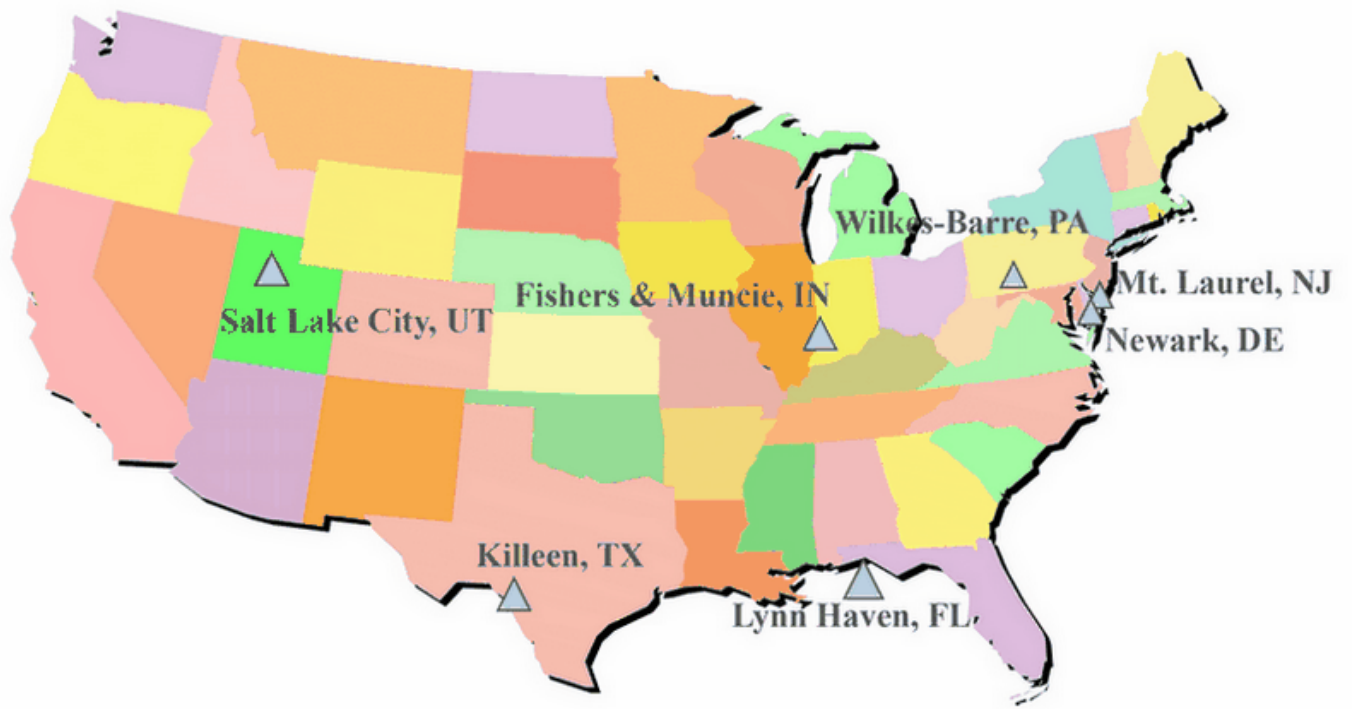 Wilkes-Barre, PA
Mt. Laurel, NJ
Fishers & Muncie, IN
Salt Lake City, UT
Newark, DE
Killeen, TX
Lynn Haven, FL